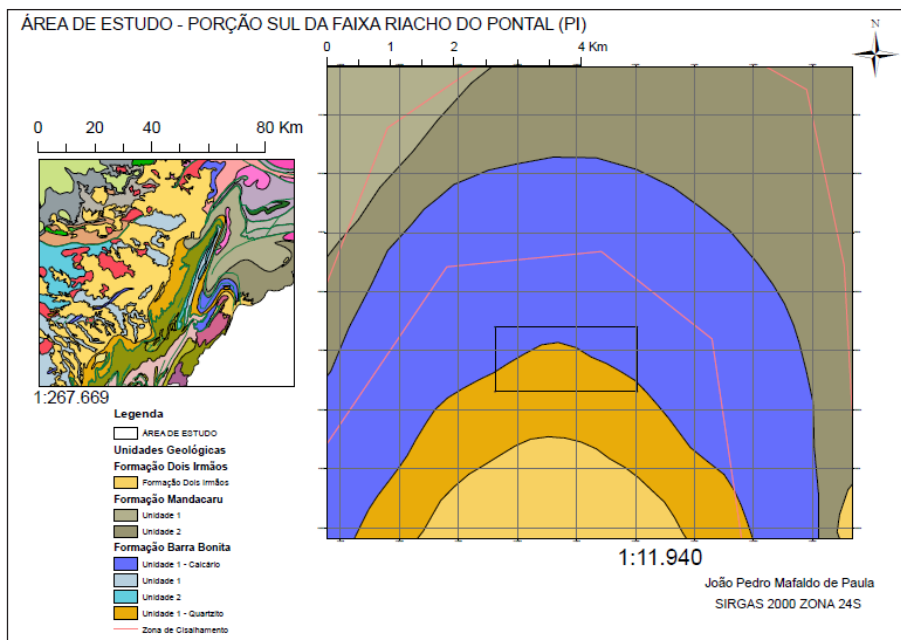 ÁREA DE ESTUDO - PORÇÃO SUL DA FAIXA RIACHO DO PONTAL (PI)
N
0 1 2 4 Km
0 20 40 80 Km
1:267.669
Legenda
ÁREA DE ESTUDO
Unidades Geológicas
Formação Dois Irmãos
Formação Dois Irmãos
Formação Mandacaru
Unidade 1
Unidade 2
Formação Barra Bonita
Unidade 1 - Calcário
Unidade 1
Unidade 2
Unidade 1 - Quartzito
Zona de Cisalhamento
1:11.940
João Pedro Mafaldo de Paula
SIRGAS 2000 ZONA 24S